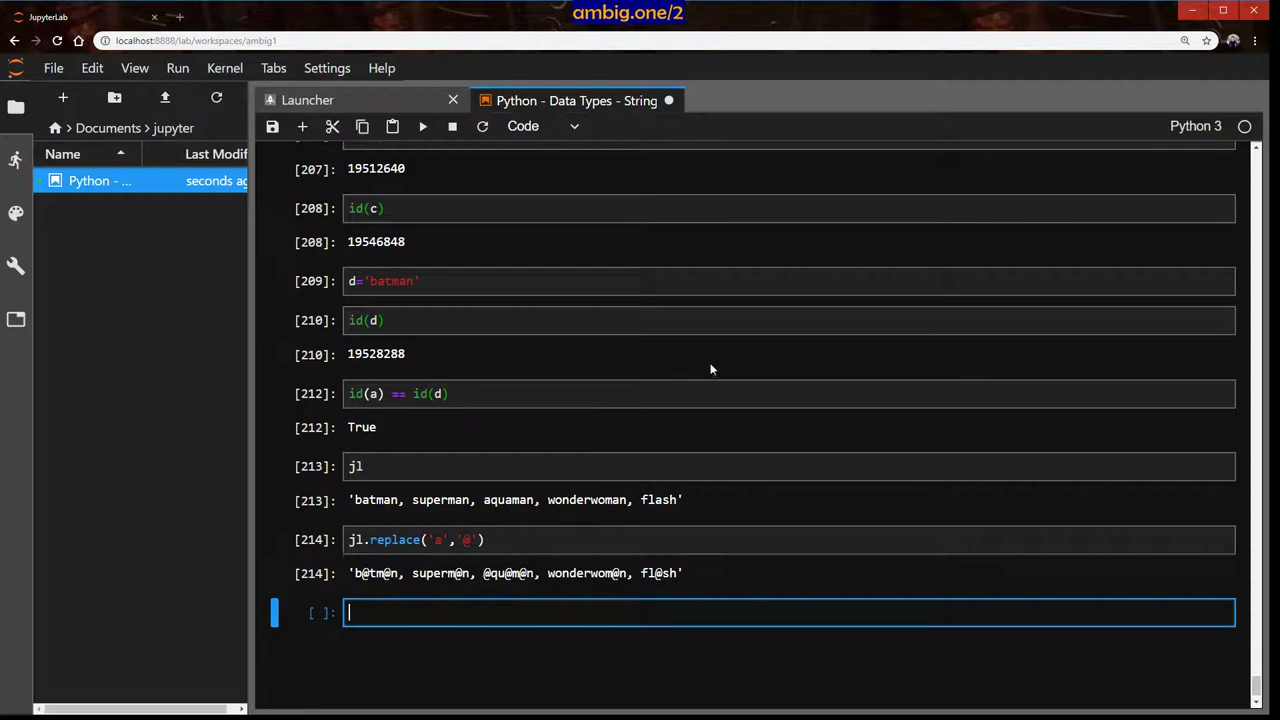 ambig.one/2
JupyterLab
localhost:8888/lab/workspaces/ambig1
File Edit View Run Kernel Tabs Settings Help
Launcher
Python - Data Types - String
Documents > jupyter
Code
Python 3
Name Last Modif
Python - ... seconds ag
[207]: 19512640
[208]: id(c)
[208]: 19546848
[209]: d='batman'
[210]: id(d)
[210]: 19528288
[212]: id(a) == id(d)
[212]: True
[213]: jl
[213]: 'batman, superman, aquaman, wonderwoman, flash'
[214]: jl.replace('a','@')
[214]: 'b@tm@n, superm@n, @qu@m@n, wonderwom@n, fl@sh'
[ ]: